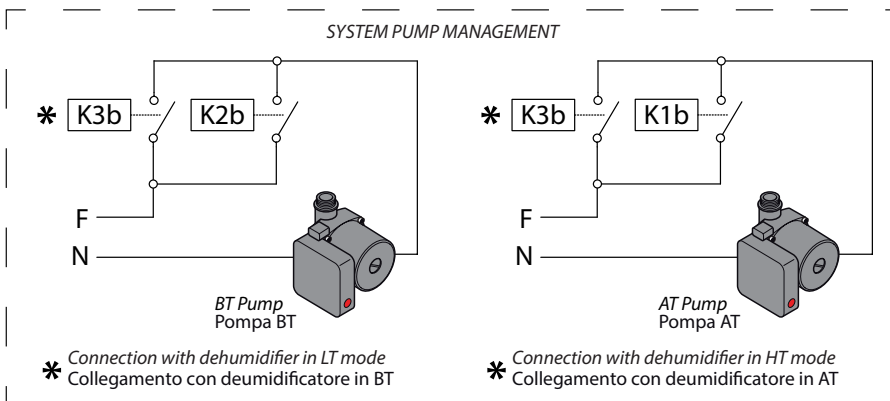 SYSTEM PUMP MANAGEMENT
* K3b K2b
F
N
BT Pump
Pompa BT
* Connection with dehumidifier in LT mode
Collegamento con deumidificatore in BT
* K3b K1b
F
N
AT Pump
Pompa AT
* Connection with dehumidifier in HT mode
Collegamento con deumidificatore in AT